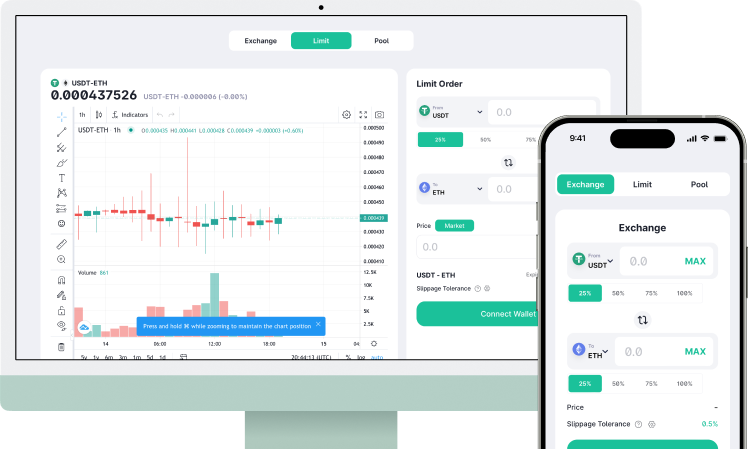 Exchange Limit Pool
USDT-ETH
0.000437526 USDT-ETH -0.000006 (-0.00%)
1h Indicators
USDT-ETH 1h O0.000435 H0.000441 L0.000428 C0.000439 +0.000003 (+0.60%)
0.000500
0.000490
0.000480
0.000470
0.000460
0.000450
0.000439
0.000430
0.000420
0.000410
Volume 861
12.5K
10K
7.5K
5K
2.5K
Press and hold ⌘ while zooming to maintain the chart position
14 06:00 12:00 18:00 15 04:
5y 1y 6m 3m 1m 5d 1d 20:44:13 (UTC) % log auto
Limit Order
From
USDT
0.0
25% 50% 75%
To
ETH
0.0
Price Market
0.0
USDT - ETH
Slippage Tolerance
Connect Wallet
9:41
Exchange Limit Pool
Exchange
From
USDT
0.0 MAX
25% 50% 75% 100%
To
ETH
0.0 MAX
25% 50% 75% 100%
Price -
Slippage Tolerance 0.5%